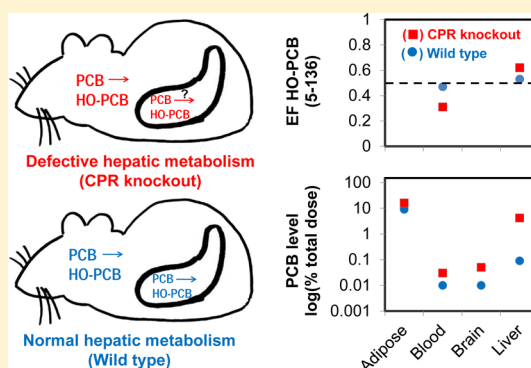 PCB →
HO-PCB
PCB → ?
HO-PCB
Defective hepatic metabolism
(CPR knockout)
PCB →
HO-PCB
PCB →
HO-PCB
Normal hepatic metabolism
(Wild type)
EF HO-PCB
(5-136)
1
0.8
0.6
0.4
0.2
0
( ) CPR knockout
( ) Wild type
PCB level
log(% total dose)
100
10
1
0.1
0.01
0.001
Adipose
Blood
Brain
Liver